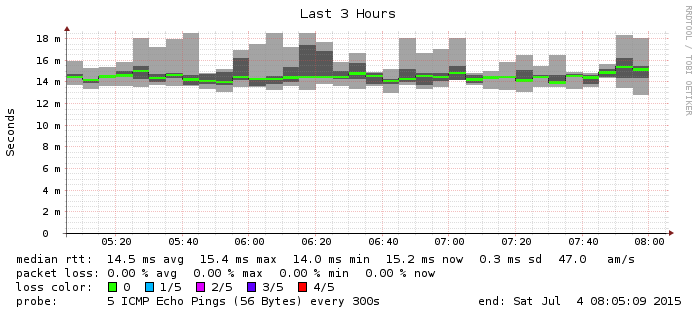 Last 3 Hours
RRDTOOL / TOBI OETIKER
Seconds
18 m
16 m
14 m
12 m
10 m
8 m
6 m
4 m
2 m
0
05:20 05:40 06:00 06:20 06:40 07:00 07:20 07:40 08:00
median rtt: 14.5 ms avg 15.4 ms max 14.0 ms min 15.2 ms now 0.3 ms sd 47.0 am/s
packet loss: 0.00 % avg 0.00 % max 0.00 % min 0.00 % now
loss color: 0 1/5 2/5 3/5 4/5
probe: 5 ICMP Echo Pings (56 Bytes) every 300s end: Sat Jul 4 08:05:09 2015